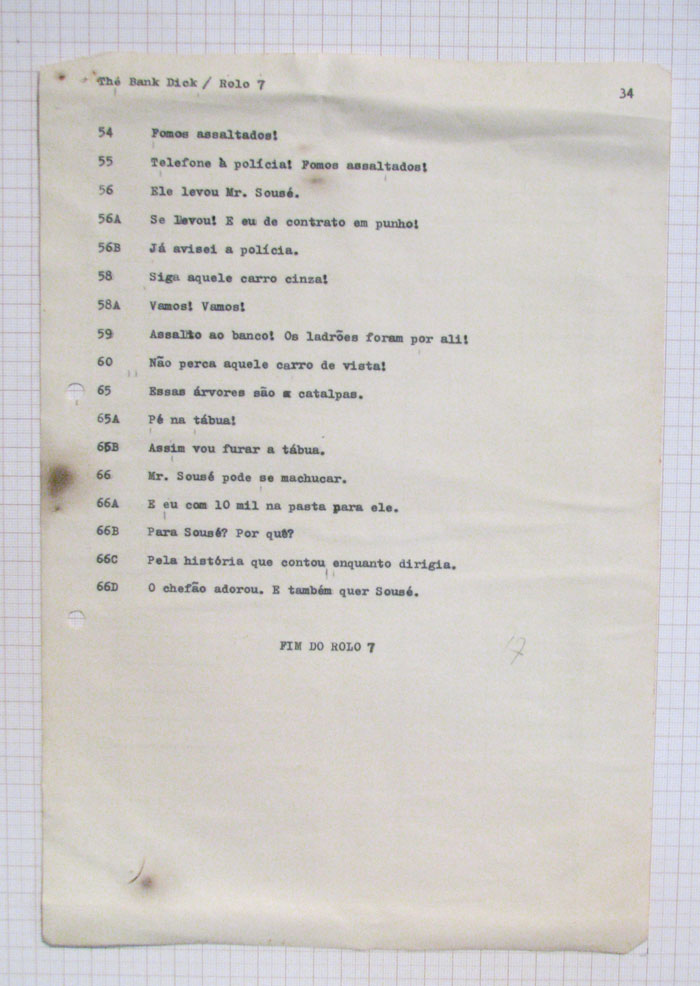 The Bank Dick / Rolo 7
34
54 Fomos assaltados!
55 Telefone à polícia! Fomos assaltados!
56 Ele levou Mr. Sousé.
56A Se levou! E eu de contrato em punho!
56B Já avisei a polícia.
58 Siga aquele carro cinza!
58A Vamos! Vamos!
59 Assalto ao banco! Os ladrões foram por ali!
60 Não perca aquele carro de vista!
65 Essas árvores são catalpas.
65A Pé na tábua!
65B Assim vou furar a tábua.
66 Mr. Sousé pode se machucar.
66A E eu com 10 mil na pasta para ele.
66B Para Sousé? Por quê?
66C Pela história que contou enquanto dirigia.
66D O chefão adorou. E também quer Sousé.
FIM DO ROLO 7